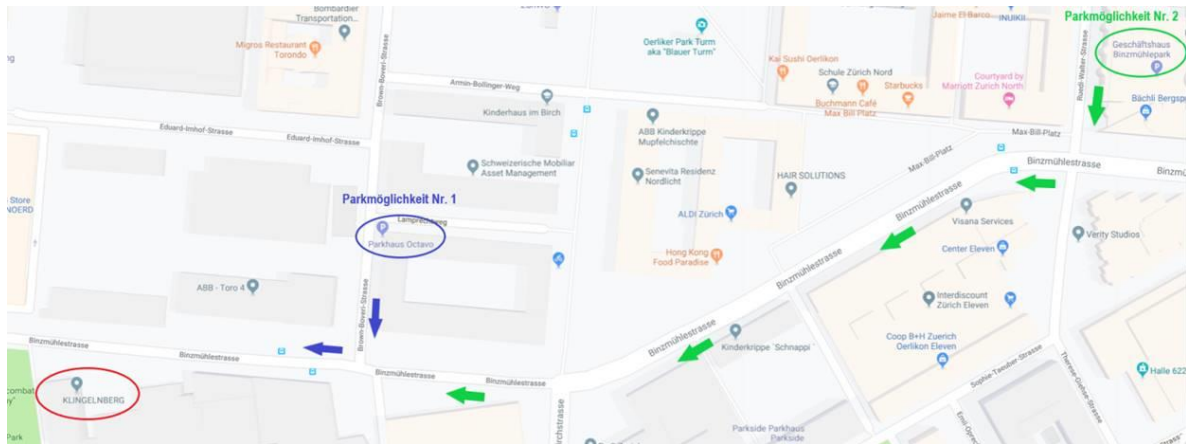 Bombardier
Transportation...
Migros Restaurant
Torondo
Brown-Boveri-Strasse
Oerliker Park Turm
aka "Blauer Turm"
Kai Sushi Oerlikon
Jaime El Barco
INUIKII
Parkmöglichkeit Nr. 2
Geschäftshaus
Binzmühlepark
Ruedi-Walter-Strasse
Schule Zürich Nord
Starbucks
Courtyard by
Marriott Zurich North
Bächli Bergsp
Buchmann Café
Max Bill Platz
Armin-Bollinger-Weg
Kinderhaus im Birch
Eduard-Imhof-Strasse
Eduard-Imhof-Strasse
ABB Kinderkrippe
Mupfelchischte
Max-Bill-Platz
Max-Bill-Platz
Binzmühlestrasse
Binzmü
Schweizerische Mobiliar
Asset Management
Senevita Residenz
Nordlicht
HAIR SOLUTIONS
Binzmühlestrasse
Store
NOERD
Parkmöglichkeit Nr. 1
Lamprechtweg
Parkhaus Octavo
ALDI Zürich
Visana Services
Verity Studios
Center Eleven
Hong Kong
Food Paradise
Binzmühlestrasse
ABB - Toro 4
Brown-Boveri-Strasse
Interdiscount
Zürich Eleven
Binzmühlestrasse
Kinderkrippe "Schnappi"
Coop B+H Zuerich
Oerlikon Eleven
Binzmühlestrasse
Binzmühlestrasse
Binzmühlestrasse
Binzmühlestrasse
Sophie-Taeuber-Strasse
Therese-Giehse-Strasse
Halle 622
combat
KLINGELNBERG
Park
rchstrasse
Parkside Parkhaus
Parkside